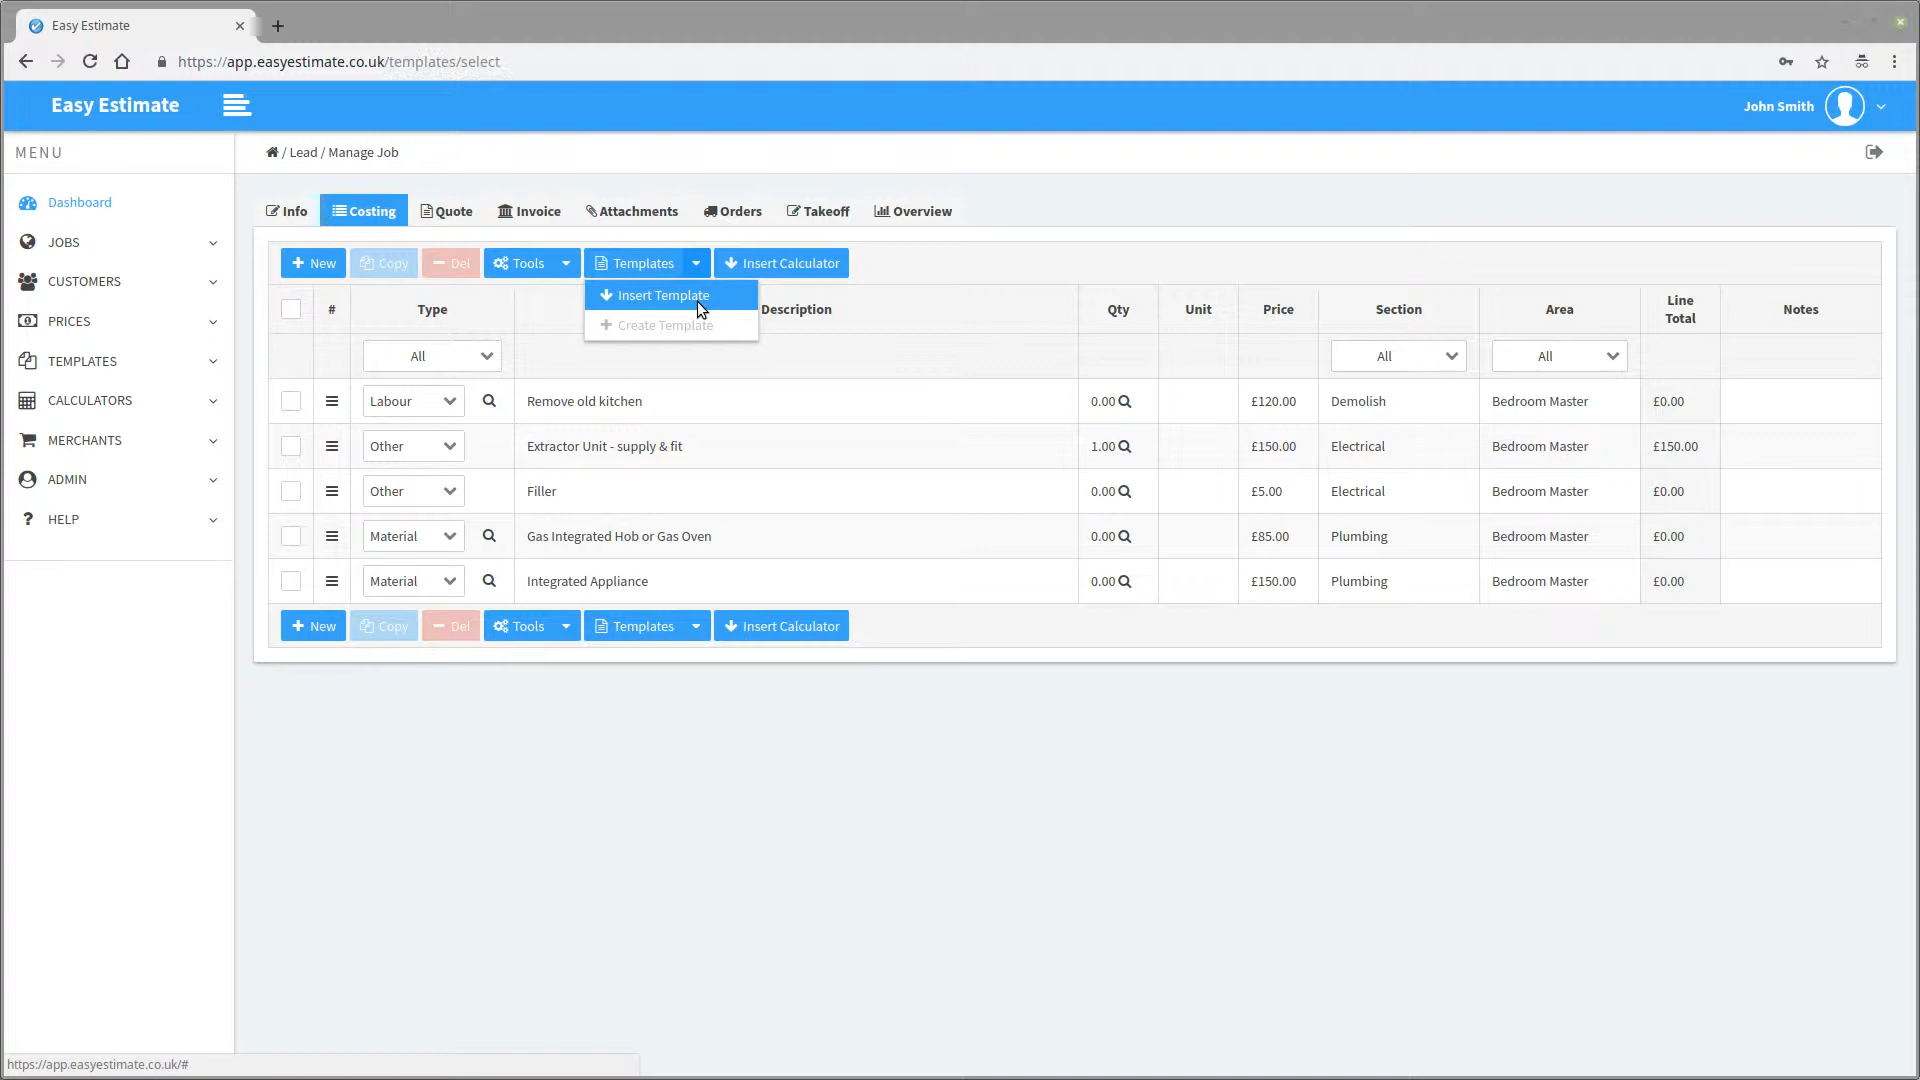 Easy Estimate
https://app.easyestimate.co.uk/templates/select
Easy Estimate
John Smith
MENU
/ Lead / Manage Job
Dashboard
JOBS
CUSTOMERS
PRICES
TEMPLATES
CALCULATORS
MERCHANTS
ADMIN
? HELP
Info Costing Quote Invoice Attachments Orders Takeoff Overview
+ New Copy Del Tools Templates Insert Calculator
Insert Template
Create Template
# Type Description Qty Unit Price Section Area Line Total Notes
All All All
Labour Remove old kitchen 0.00 £120.00 Demolish Bedroom Master £0.00
Other Extractor Unit - supply & fit 1.00 £150.00 Electrical Bedroom Master £150.00
Other Filler 0.00 £5.00 Electrical Bedroom Master £0.00
Material Gas Integrated Hob or Gas Oven 0.00 £85.00 Plumbing Bedroom Master £0.00
Material Integrated Appliance 0.00 £150.00 Plumbing Bedroom Master £0.00
+ New Copy Del Tools Templates Insert Calculator
https://app.easyestimate.co.uk/#